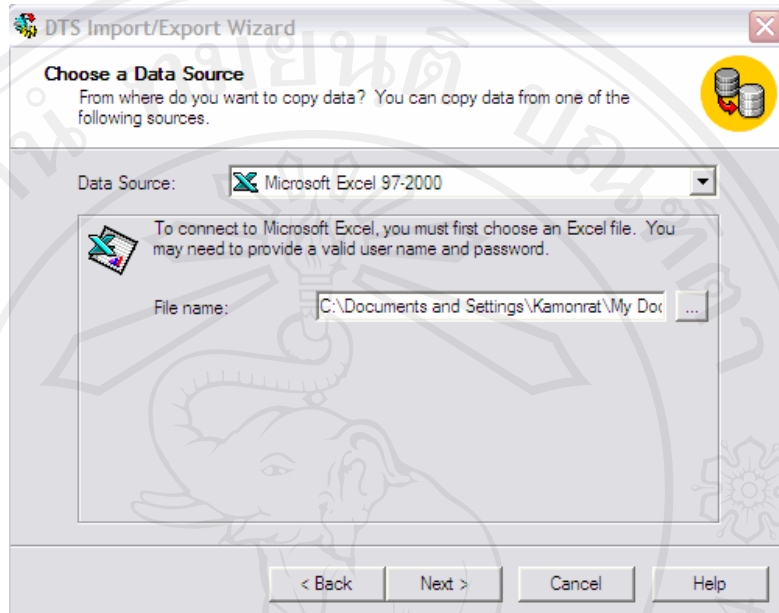 DTS Import/Export Wizard
Choose a Data Source
From where do you want to copy data? You can copy data from one of the
following sources.
Data Source:
Microsoft Excel 97-2000
To connect to Microsoft Excel, you must first choose an Excel file. You
may need to provide a valid user name and password.
File name:
C:\Documents and Settings\Kamonrat\My Doc
...
< Back
Next >
Cancel
Help